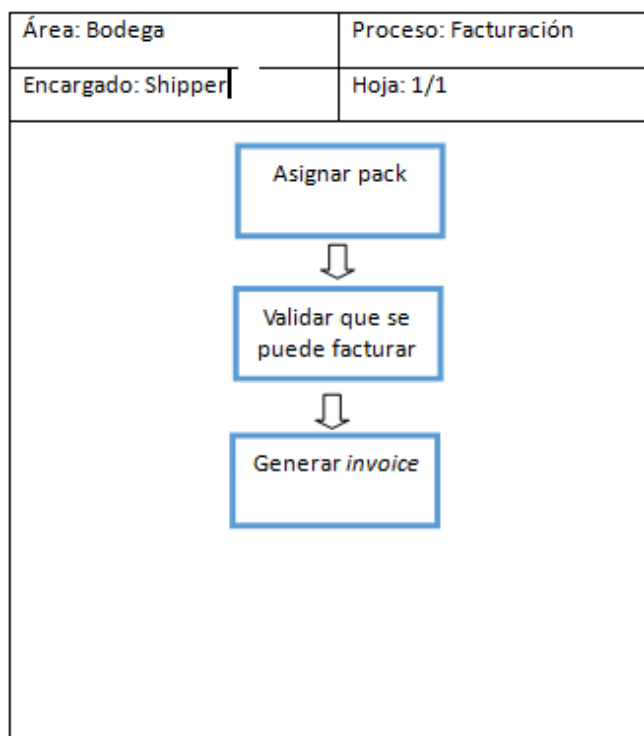 Área: Bodega
Proceso: Facturación
Encargado: Shipper
Hoja: 1/1
Asignar pack
Validar que se
puede facturar
Generar invoice